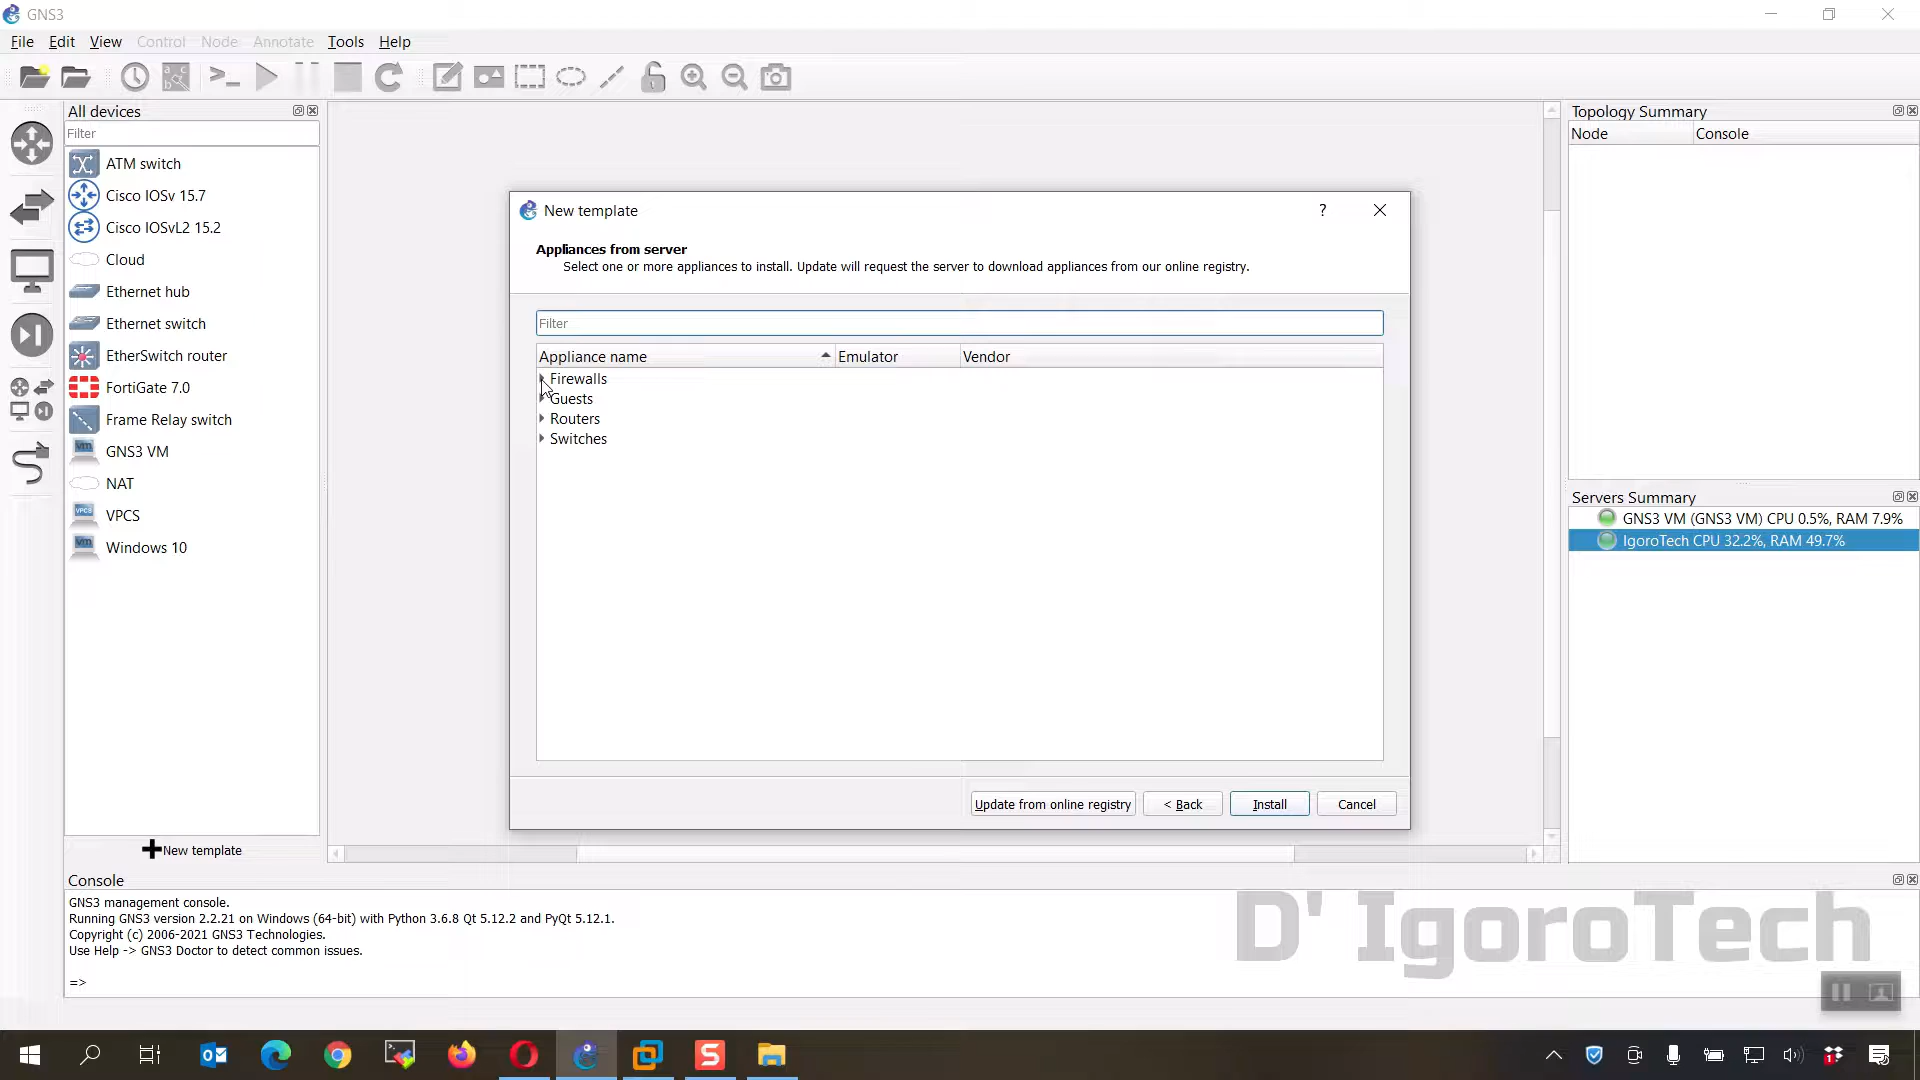 GNS3
File Edit View Control Node Annotate Tools Help
All devices
Filter
ATM switch
Cisco IOSv 15.7
Cisco IOSvL2 15.2
Cloud
Ethernet hub
Ethernet switch
EtherSwitch router
FortiGate 7.0
Frame Relay switch
GNS3 VM
NAT
VPCS
Windows 10
New template
New template
?
Appliances from server
Select one or more appliances to install. Update will request the server to download appliances from our online registry.
Filter
Appliance name Emulator Vendor
Firewalls
Guests
Routers
Switches
Update from online registry < Back Install Cancel
Topology Summary
Node Console
Servers Summary
GNS3 VM (GNS3 VM) CPU 0.5%, RAM 7.9%
IgoroTech CPU 32.2%, RAM 49.7%
Console
GNS3 management console.
Running GNS3 version 2.2.21 on Windows (64-bit) with Python 3.6.8 Qt 5.12.2 and PyQt 5.12.1.
Copyright (c) 2006-2021 GNS3 Technologies.
Use Help -> GNS3 Doctor to detect common issues.
=>
D' IgoroTech